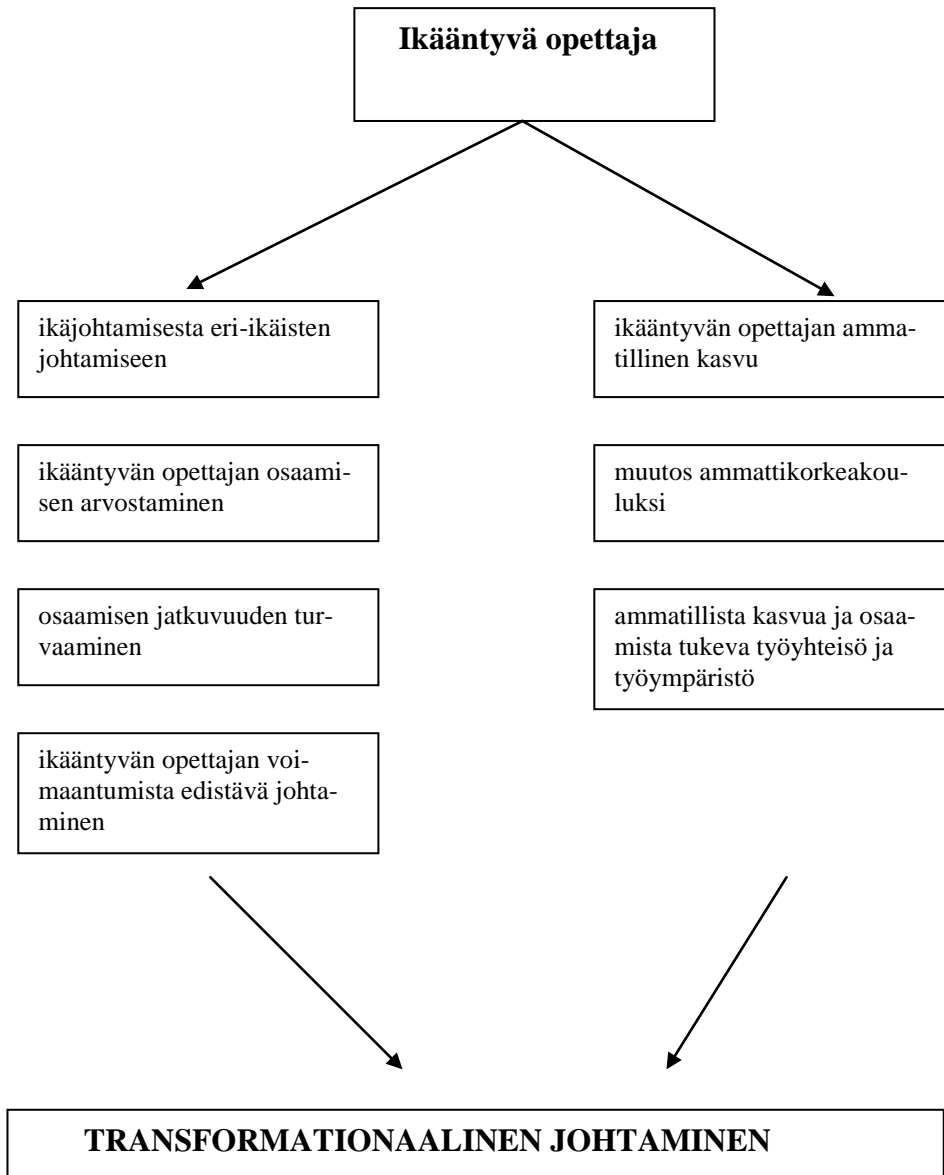 Ikääntyvä opettaja
ikäjohtamisesta eri-ikäisten
johtamiseen
ikääntyvän opettajan osaami-
sen arvostaminen
osaamisen jatkuvuuden tur-
vaaminen
ikääntyvän opettajan voi-
maantumista edistävä johta-
minen
ikääntyvän opettajan amma-
tillinen kasvu
muutos ammattikorkeakou-
luksi
ammatillista kasvua ja osaa-
mista tukeva työyhteisö ja
työympäristö
TRANSFORMATIONAALINEN JOHTAMINEN